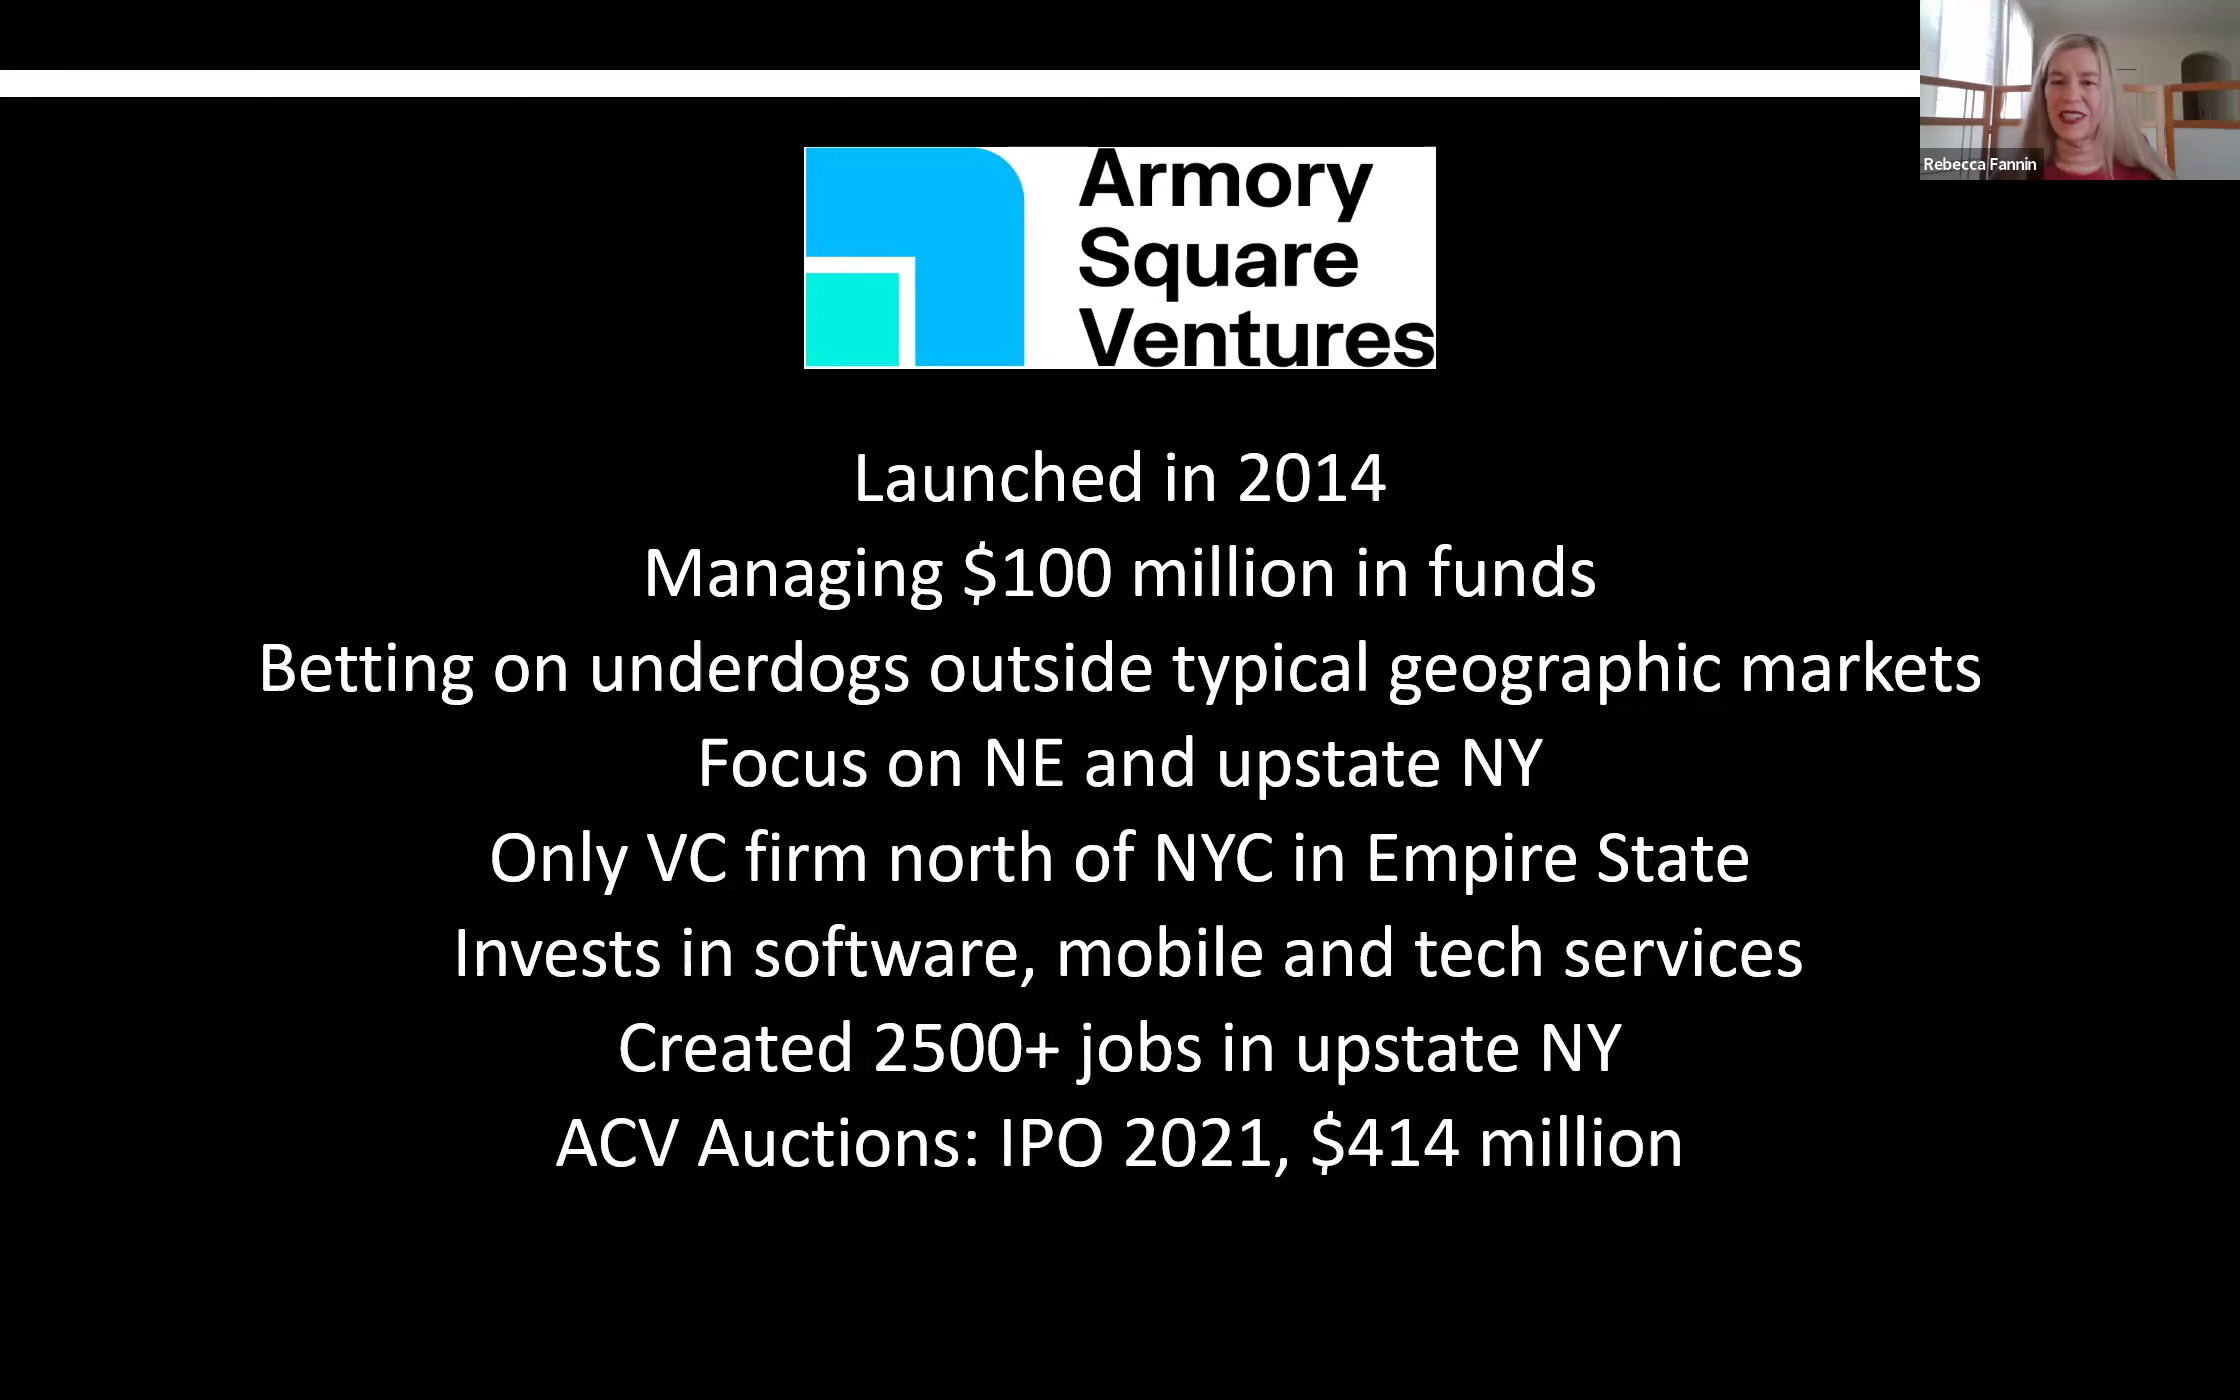 Rebecca Fannin
Armory
Square
Ventures
Launched in 2014
Managing $100 million in funds
Betting on underdogs outside typical geographic markets
Focus on NE and upstate NY
Only VC firm north of NYC in Empire State
Invests in software, mobile and tech services
Created 2500+ jobs in upstate NY
ACV Auctions: IPO 2021, $414 million